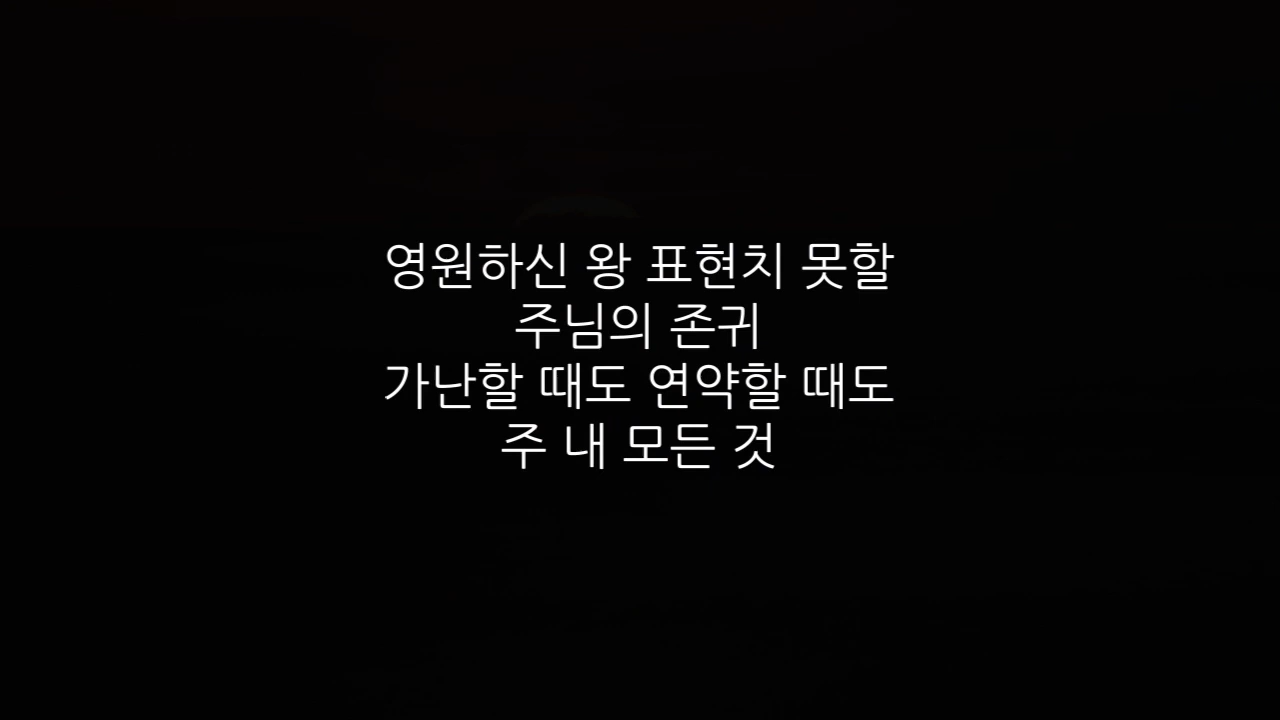 영원하신 왕 표현치 못할
주님의 존귀
가난할 때도 연약할 때도
주 내 모든 것